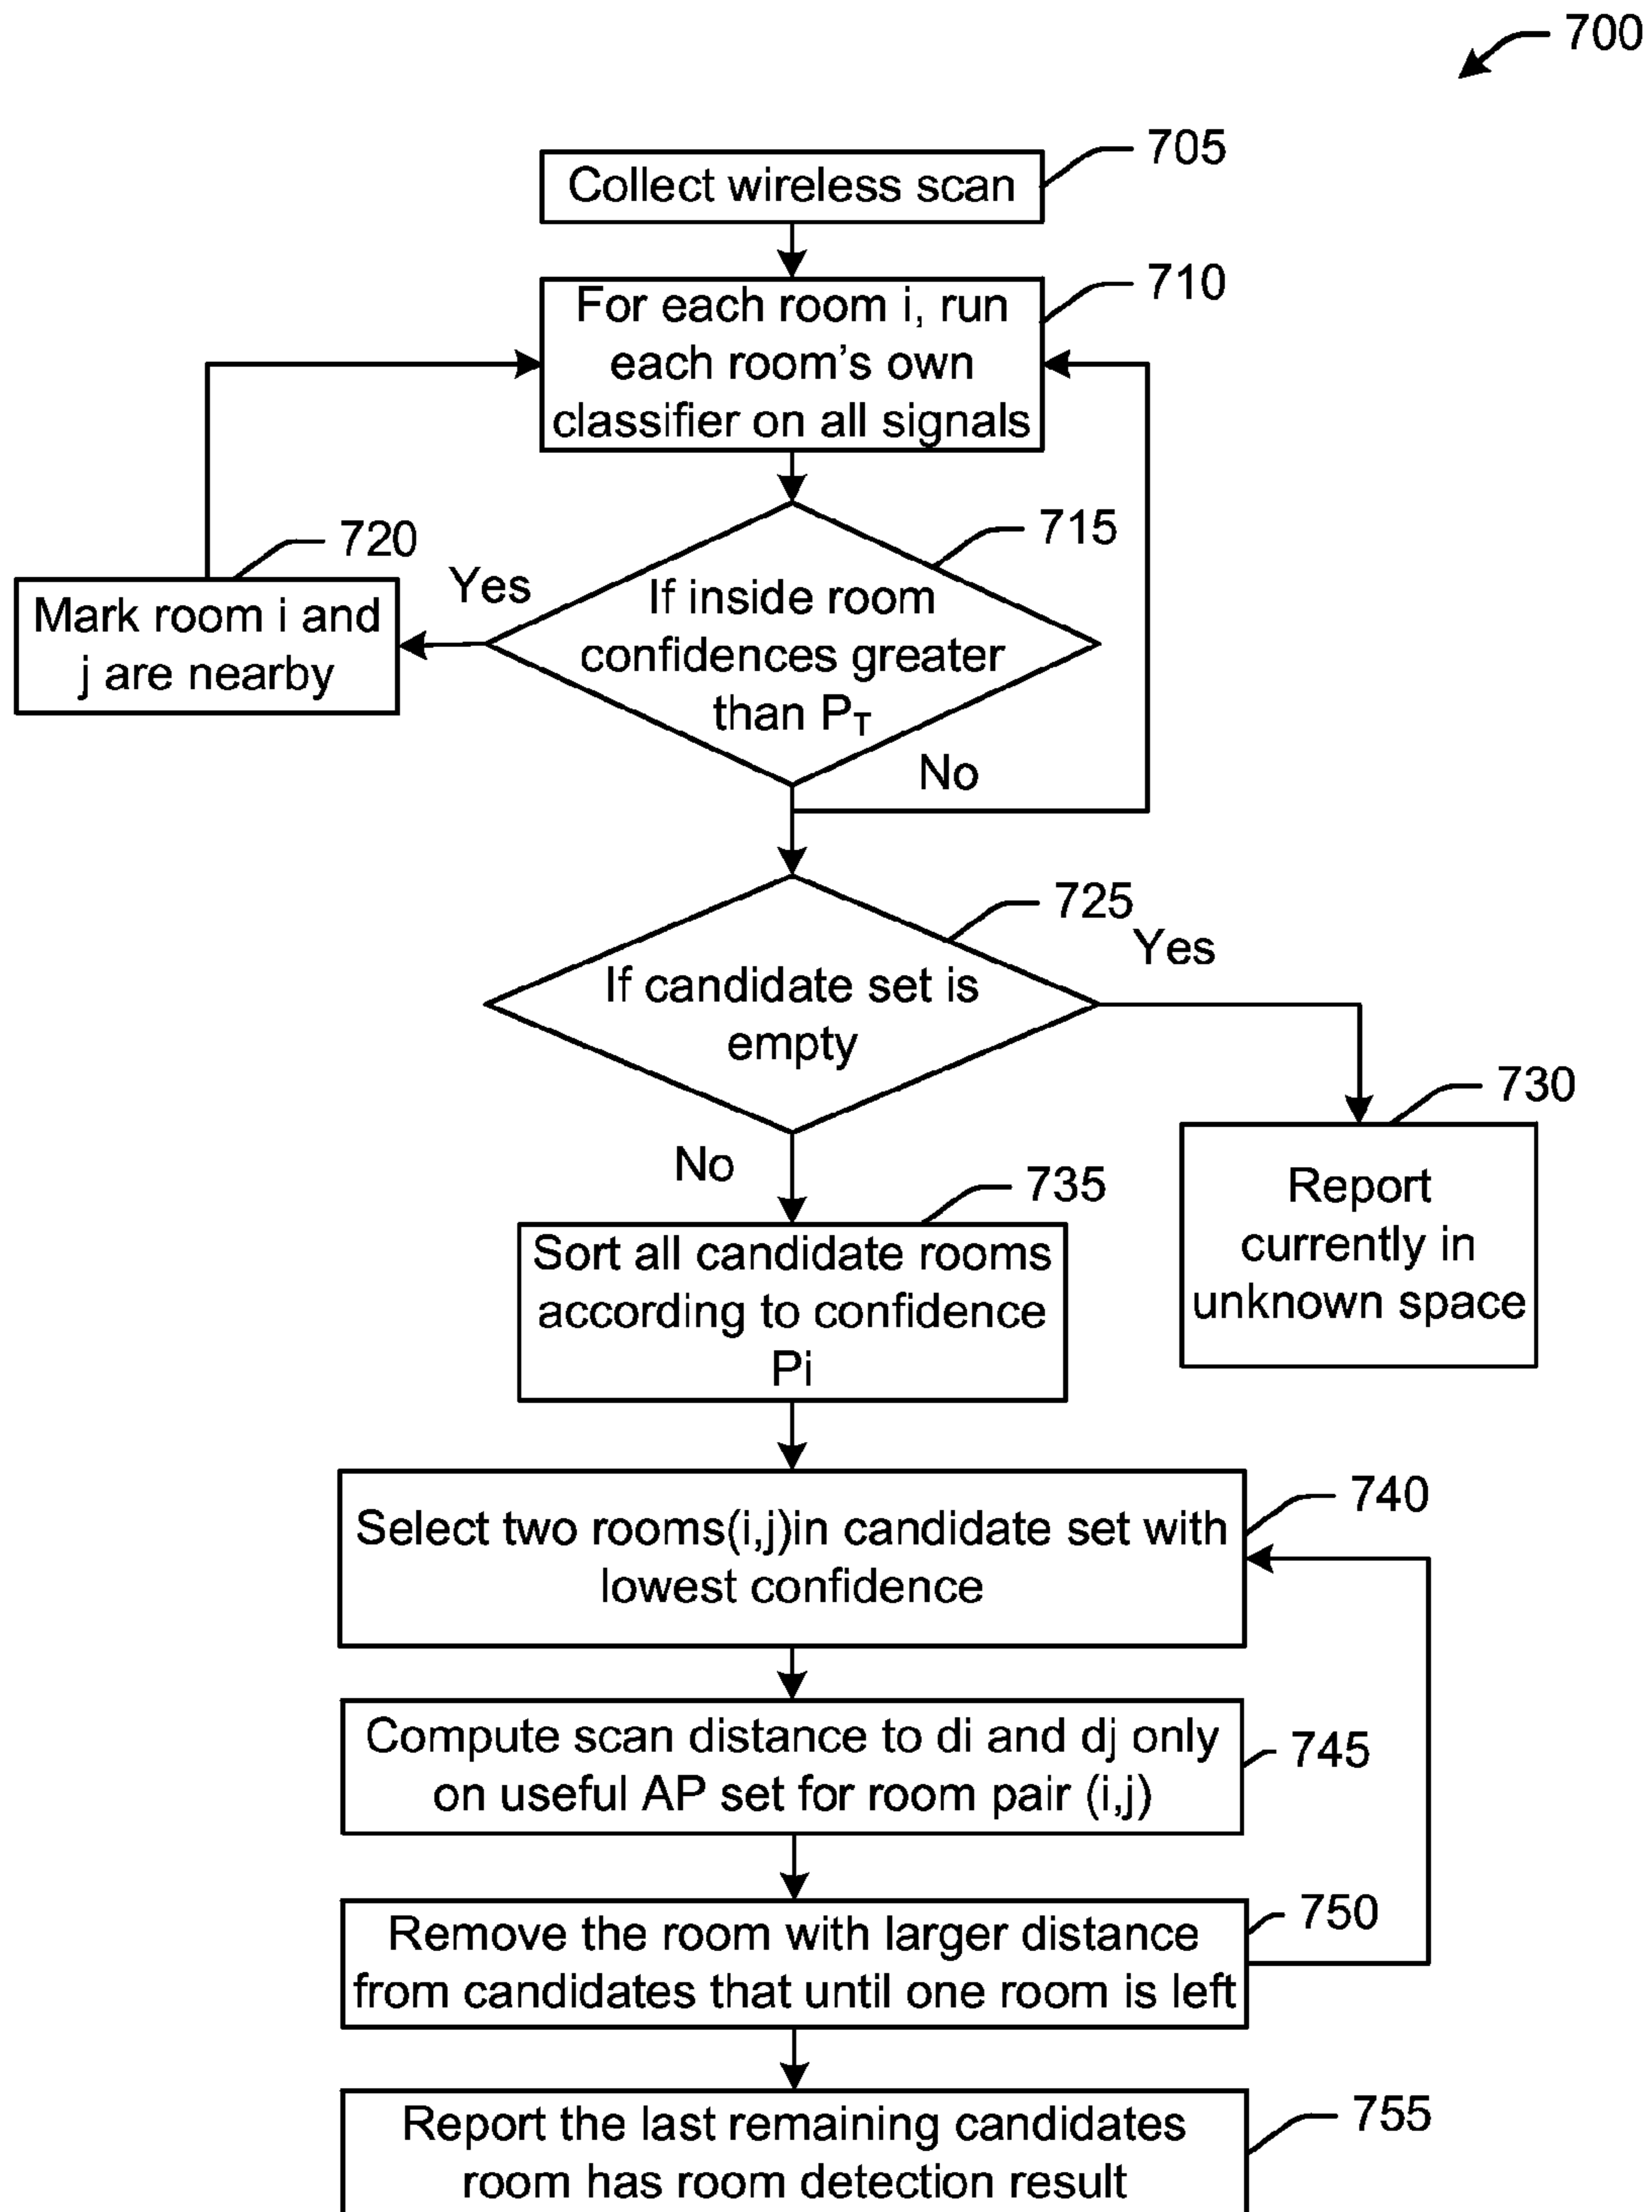 700
705
Collect wireless scan
710
For each room i, run
each room's own
classifier on all signals
715
720
Yes
If inside room
confidences greater
than PT
Mark room i and
j are nearby
No
725
Yes
If candidate set is
empty
730
No
735
Report
currently in
unknown space
Sort all candidate rooms
according to confidence
Pi
740
Select two rooms(i,j)in candidate set with
lowest confidence
Compute scan distance to di and dj only
on useful AP set for room pair (i,j)
745
750
Remove the room with larger distance
from candidates that until one room is left
755
Report the last remaining candidates
room has room detection result